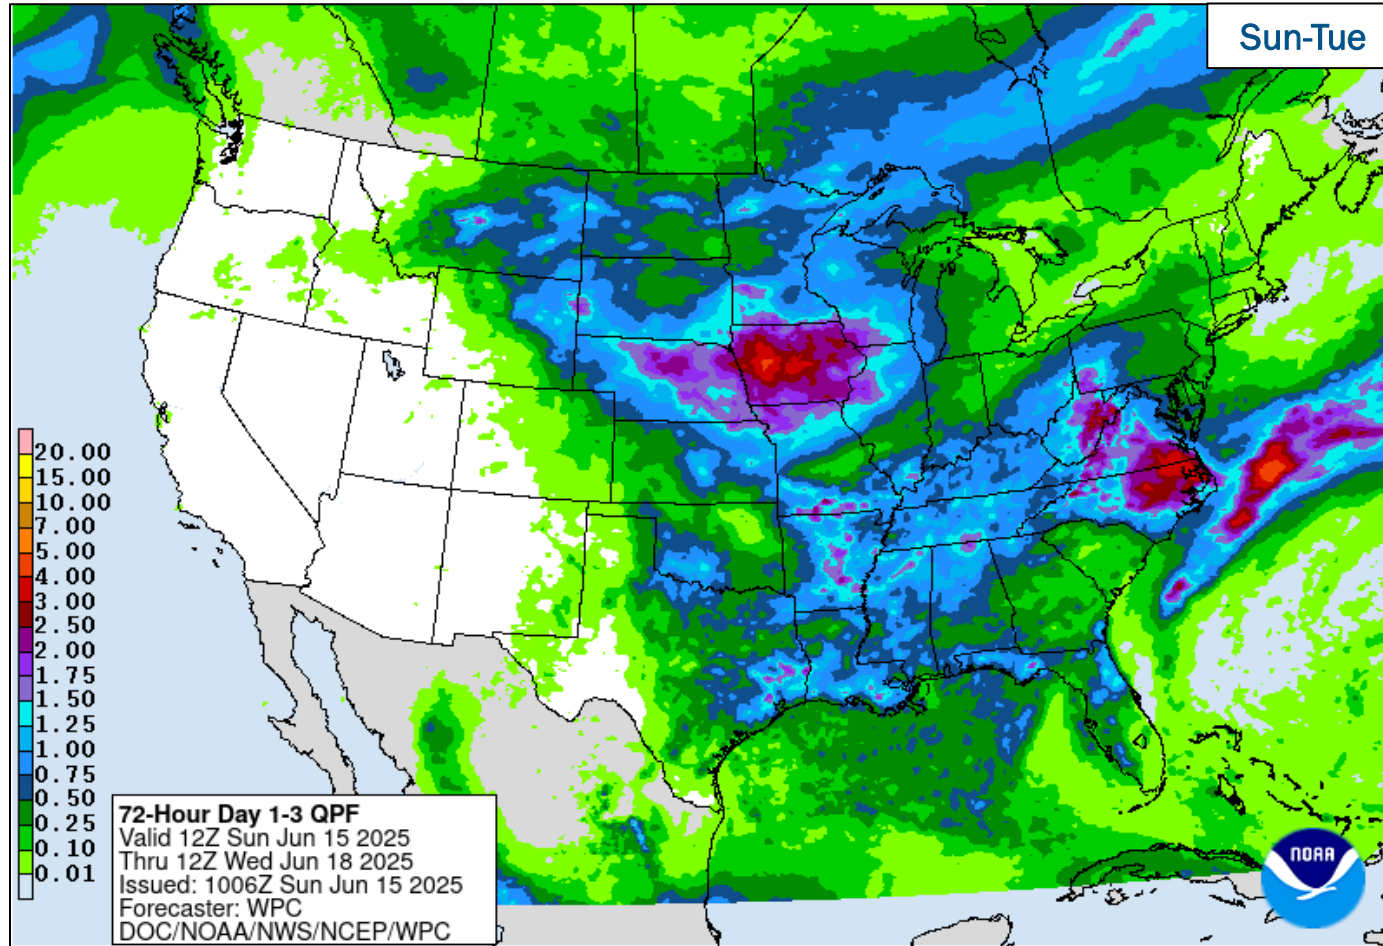 Sun-Tue
20.00
15.00
10.00
7.00
5.00
4.00
3.00
2.50
2.00
1.75
1.50
1.25
1.00
0.75
0.50
0.25
0.10
0.01
72-Hour Day 1-3 QPF
Valid 12Z Sun Jun 15 2025
Thru 12Z Wed Jun 18 2025
Issued: 1006Z Sun Jun 15 2025
Forecaster: WPC
DOC/NOAA/NWS/NCEP/WPC
NOAA